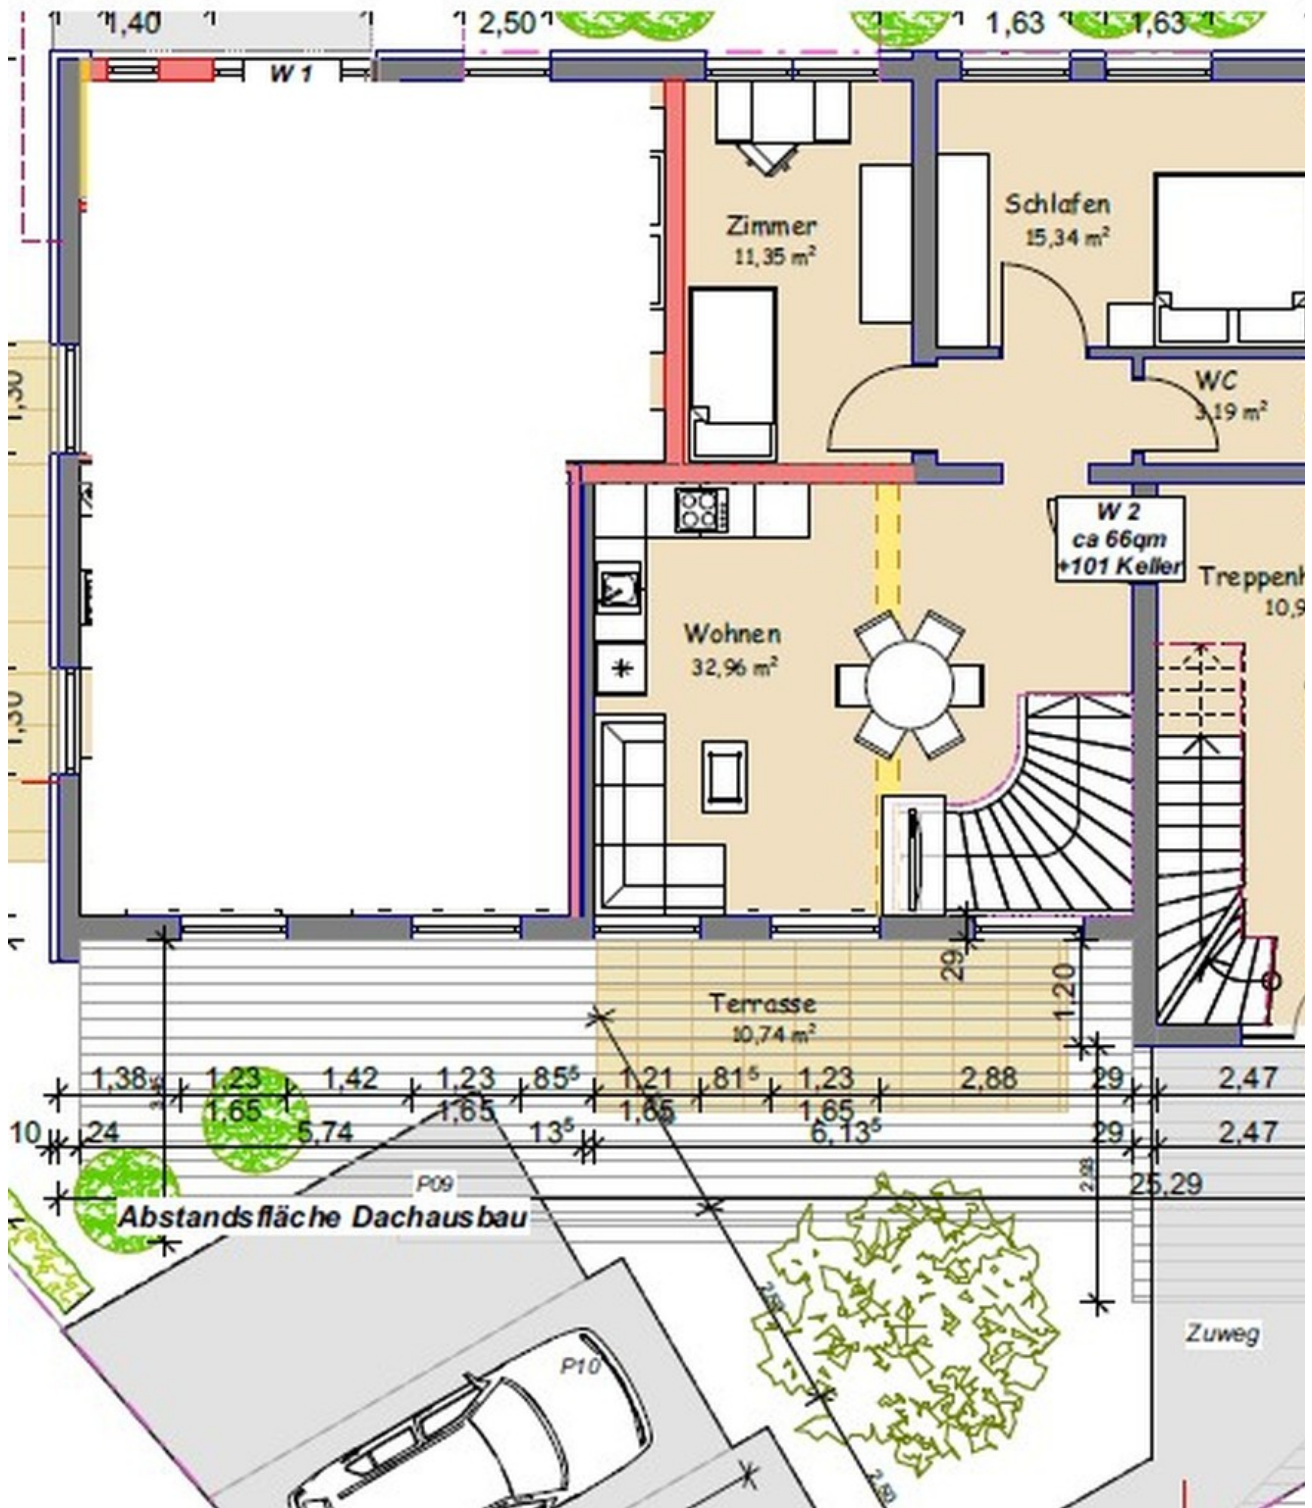 1,40
2,50
1,63
1,63
W 1
Zimmer
11,35 m²
Schlafen
15,34 m²
WC
3,19 m²
W 2
ca 66qm
+101 Keller
Wohnen
32,96 m²
29
1,20
Terrasse
10,74 m²
1,38⁵
1,23
1,42
1,23
85⁵
1,21
81⁵
1,23
2,88
29
2,47
1,65
1,65
1,65
1,65
10
24
5,74
13⁵
6,13⁵
29
2,47
P09
25,29
Abstandsfläche Dachausbau
Zuweg
P10
2,50